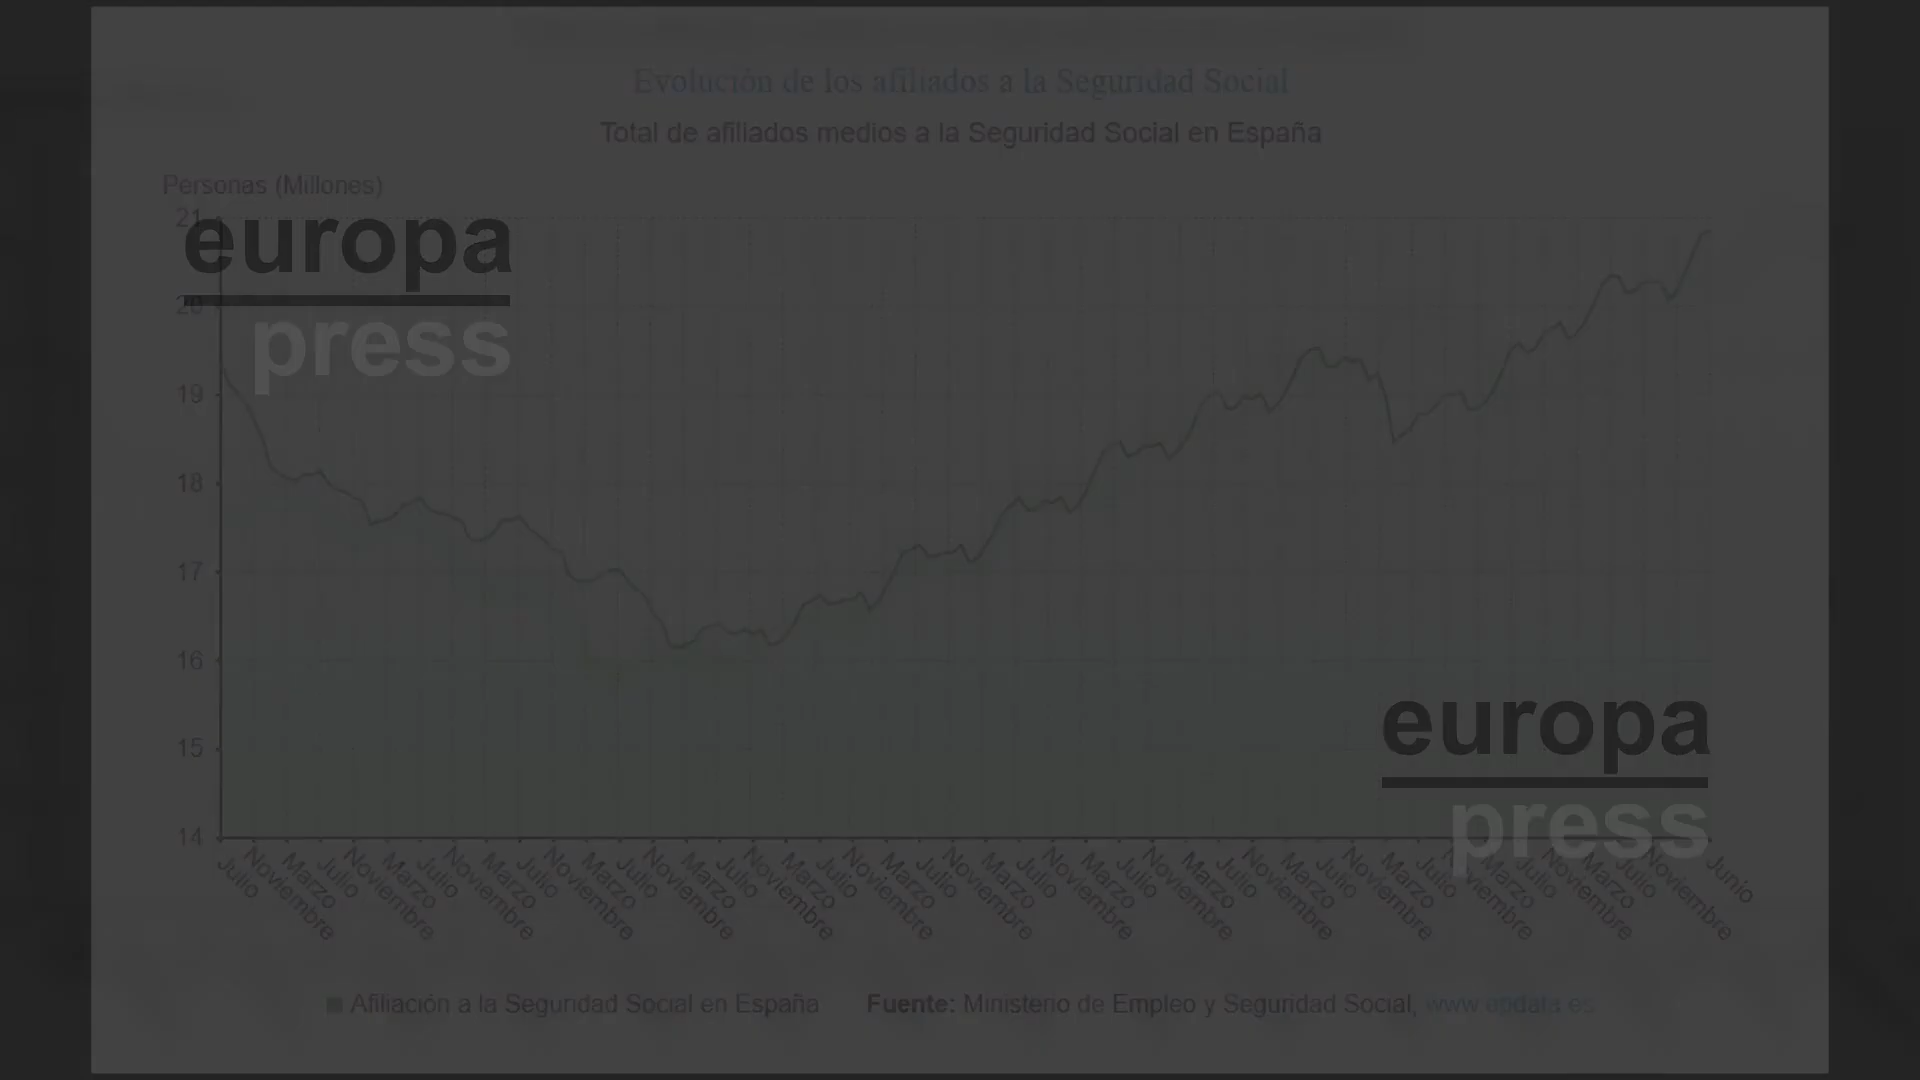 Evolución de los afiliados a la Seguridad Social
Total de afiliados medios a la Seguridad Social en España
Personas (Millones)
21
europa
20
press
19
18
17
16
europa
15
press
14
Julio
Noviembre
Marzo
Julio
Noviembre
Marzo
Julio
Noviembre
Marzo
Julio
Noviembre
Marzo
Julio
Noviembre
Marzo
Julio
Noviembre
Marzo
Julio
Noviembre
Marzo
Julio
Noviembre
Marzo
Julio
Noviembre
Marzo
Julio
Noviembre
Marzo
Julio
Noviembre
Marzo
Julio
Noviembre
Marzo
Julio
Noviembre
Marzo
Julio
Noviembre
Marzo
Julio
Noviembre
Junio
Afiliación a la Seguridad Social en España
Fuente: Ministerio de Empleo y Seguridad Social, www.epdata.es